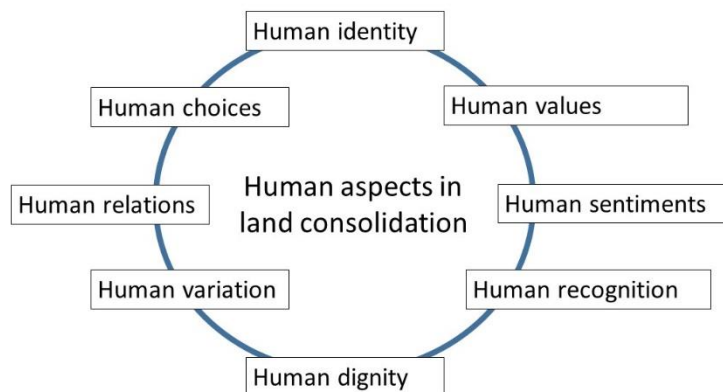 Human identity
Human choices
Human values
Human relations
Human aspects in
land consolidation
Human sentiments
Human variation
Human recognition
Human dignity